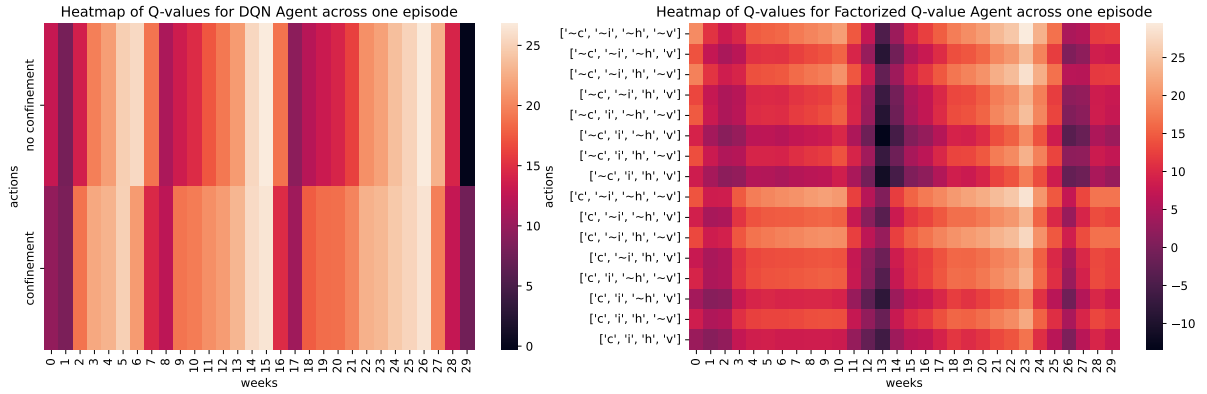 Heatmap of Q-values for DQN Agent across one episode
actions
no confinement
confinement
0 1 2 3 4 5 6 7 8 9 10 11 12 13 14 15 16 17 18 19 20 21 22 23 24 25 26 27 28 29
weeks
25
20
15
10
5
0
Heatmap of Q-values for Factorized Q-value Agent across one episode
actions
['~c', '~i', '~h', '~v']
['~c', '~i', '~h', 'v']
['~c', '~i', 'h', '~v']
['~c', '~i', 'h', 'v']
['~c', 'i', '~h', '~v']
['~c', 'i', '~h', 'v']
['~c', 'i', 'h', '~v']
['~c', 'i', 'h', 'v']
['c', '~i', '~h', '~v']
['c', '~i', '~h', 'v']
['c', '~i', 'h', '~v']
['c', '~i', 'h', 'v']
['c', 'i', '~h', '~v']
['c', 'i', '~h', 'v']
['c', 'i', 'h', '~v']
['c', 'i', 'h', 'v']
0 1 2 3 4 5 6 7 8 9 10 11 12 13 14 15 16 17 18 19 20 21 22 23 24 25 26 27 28 29
weeks
25
20
15
10
5
0
−5
−10